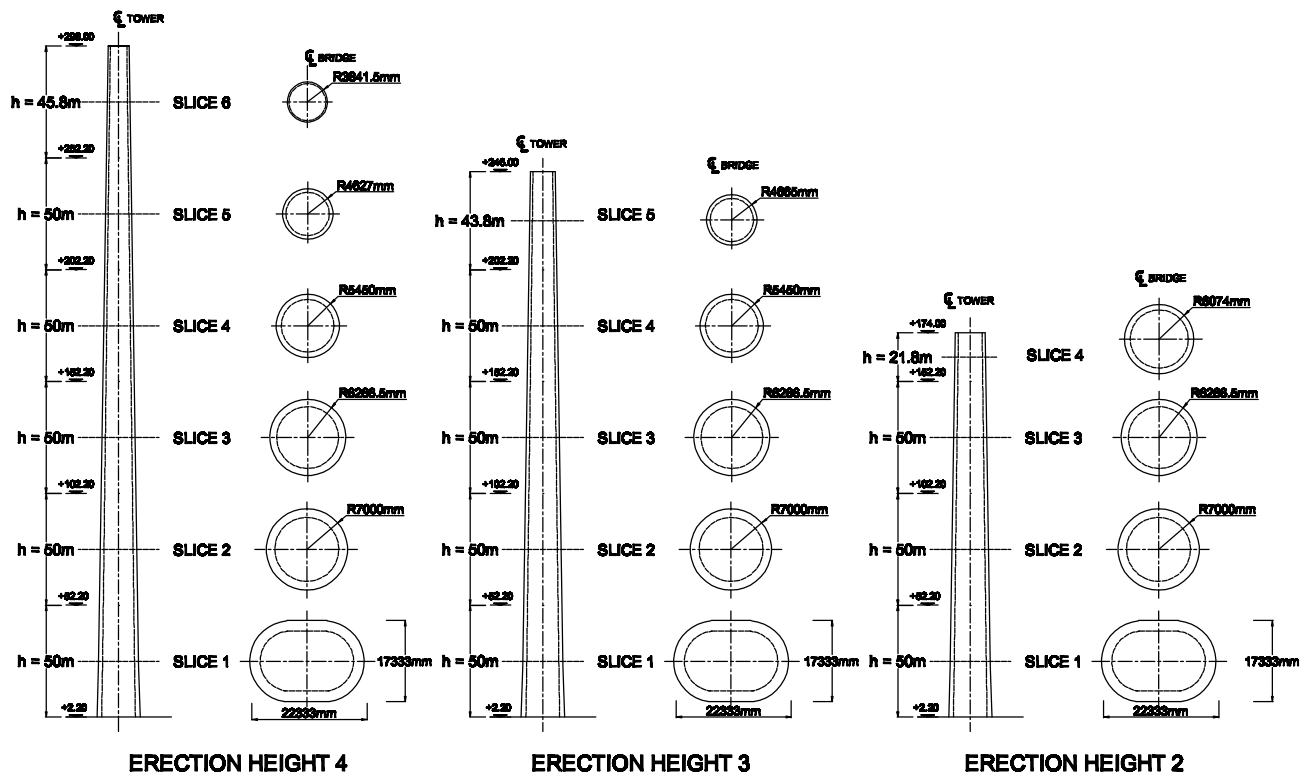 ℄ TOWER
+298.00
℄ BRIDGE
R3841.5mm
h = 45.8m
SLICE 6
+252.20
R4627mm
h = 50m
SLICE 5
+202.20
R5450mm
h = 50m
SLICE 4
+152.20
R6266.5mm
h = 50m
SLICE 3
+102.20
R7000mm
h = 50m
SLICE 2
+52.20
h = 50m
SLICE 1
17333mm
22333mm
+2.20
ERECTION HEIGHT 4
℄ TOWER
+246.00
℄ BRIDGE
R4665mm
h = 43.8m
SLICE 5
+202.20
R5450mm
h = 50m
SLICE 4
+152.20
R6266.5mm
h = 50m
SLICE 3
+102.20
R7000mm
h = 50m
SLICE 2
+52.20
h = 50m
SLICE 1
17333mm
22333mm
+2.20
ERECTION HEIGHT 3
℄ BRIDGE
℄ TOWER
R6074mm
+174.00
h = 21.8m
SLICE 4
+152.20
R6266.5mm
h = 50m
SLICE 3
+102.20
R7000mm
h = 50m
SLICE 2
+52.20
h = 50m
SLICE 1
17333mm
22333mm
+2.20
ERECTION HEIGHT 2